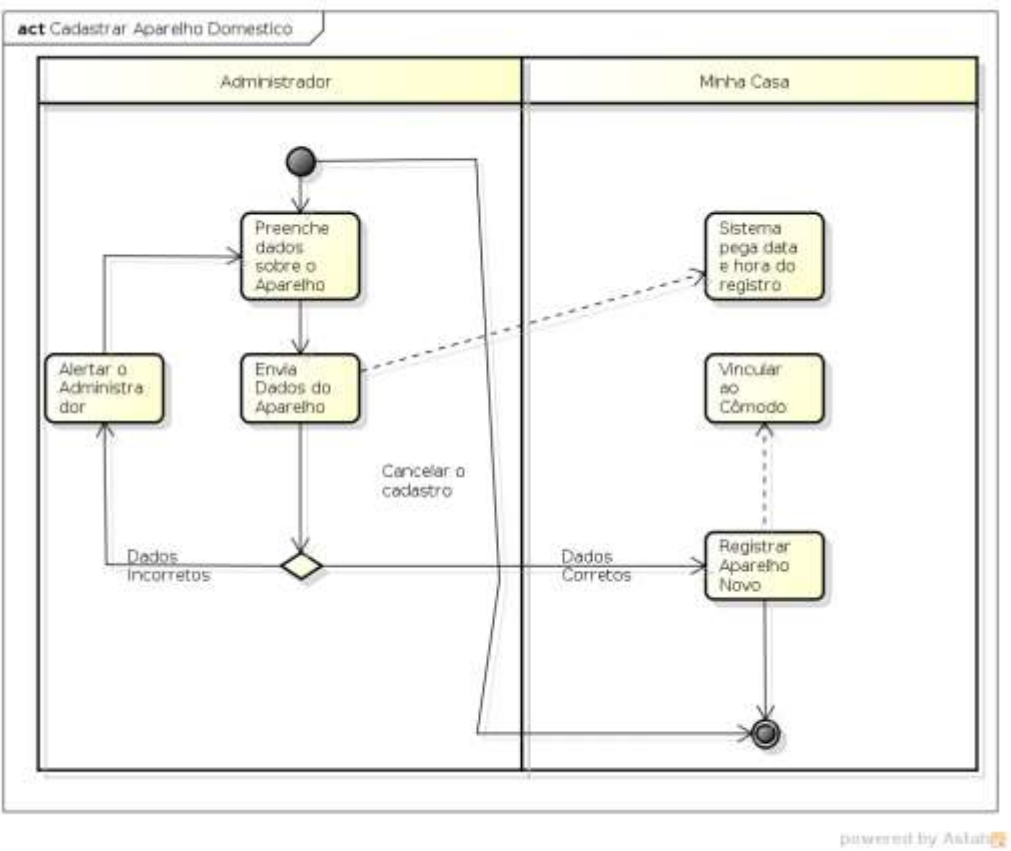 act Cadastrar Aparelho Domestico
Administrador
Minha Casa
Preenche
dados
sobre o
Aparelho
Sistema
pega data
e hora do
registro
Alertar o
Administra
dor
Envia
Dados do
Aparelho
Vincular
ao
Cômodo
Cancelar o
cadastro
Dados
Incorretos
Dados
Corretos
Registrar
Aparelho
Novo
powered by Astah